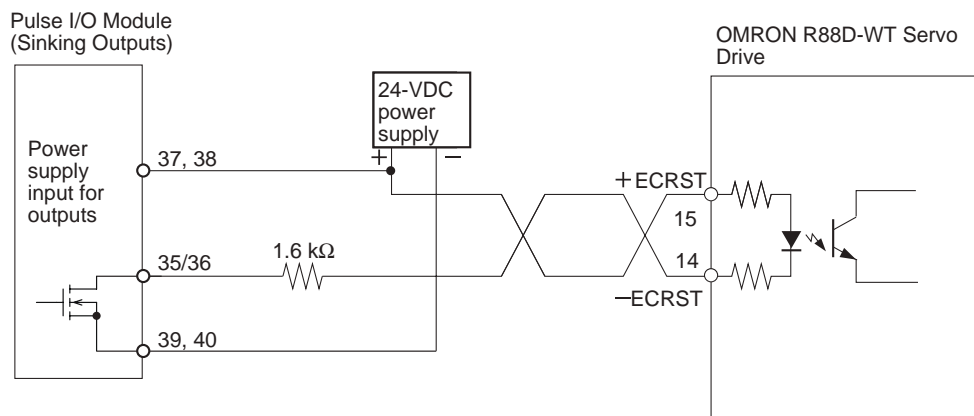 Pulse I/O Module
(Sinking Outputs)
OMRON R88D-WT Servo
Drive
24-VDC
power
supply
+
−
Power
supply
input for
outputs
37, 38
+ECRST
15
35/36
1.6 kΩ
14
−ECRST
39, 40